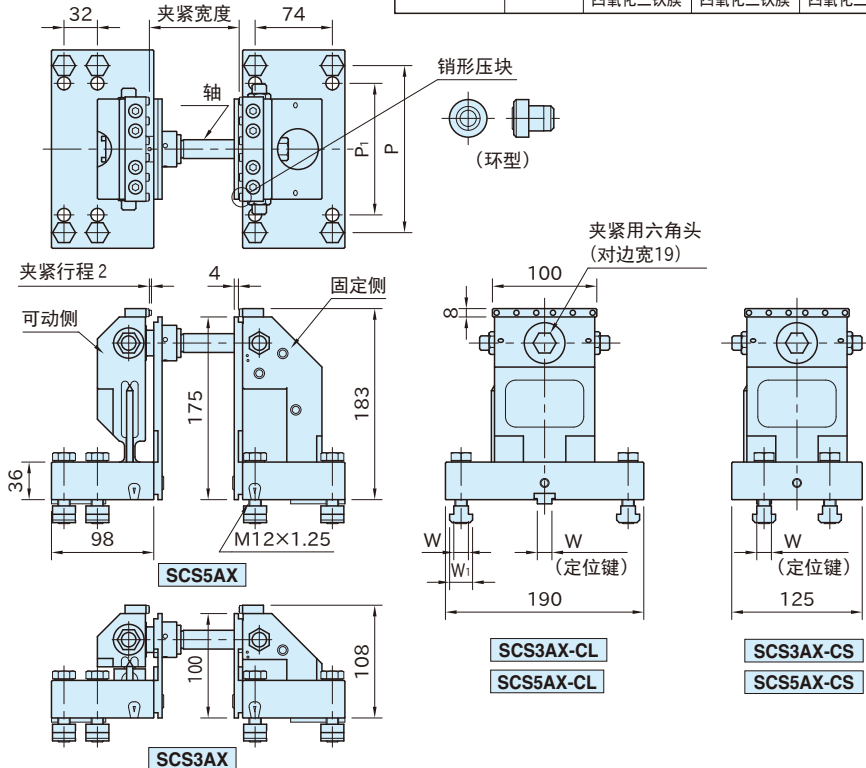 32
夹紧宽度
74
销形压块
轴
P1
P
(环型)
夹紧行程2
4
固定侧
可动侧
175
183
36
98
M12×1.25
SCS5AX
夹紧用六角头
(对边宽19)
100
8
W
W1
W
(定位键)
190
W
(定位键)
125
SCS3AX-CL
SCS5AX-CL
SCS3AX-CS
SCS5AX-CS
100
108
SCS3AX